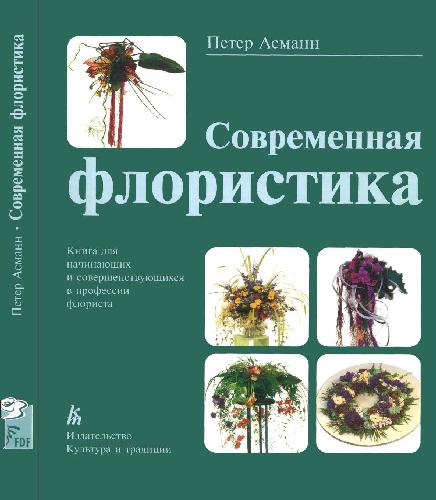 Петер Асманн
Современная
флористика
Книга для
начинающих
и совершенствующихся
в профессии
флориста
Издательство
Культура и традиции
Петер Асманн • Современная флористика
FDF